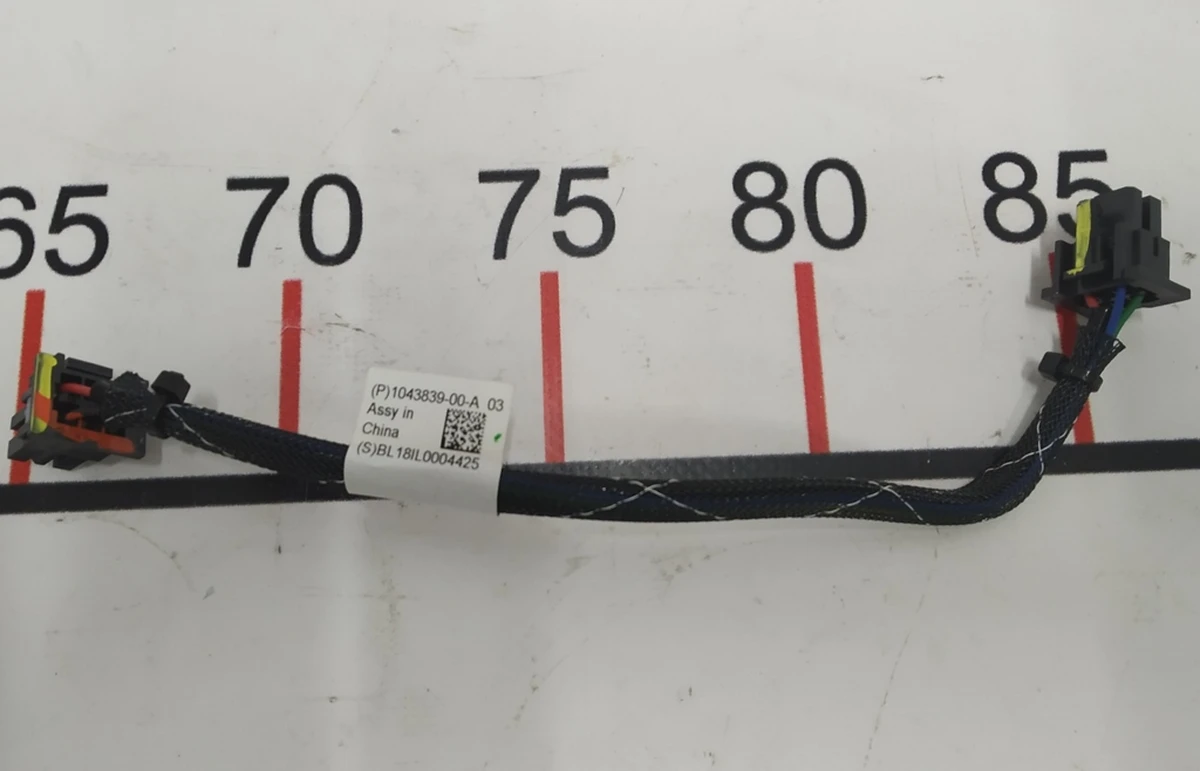 65 70 75 80 85
(P)1043839-00-A 03
Assy in
China
(S)BL18IL0004425